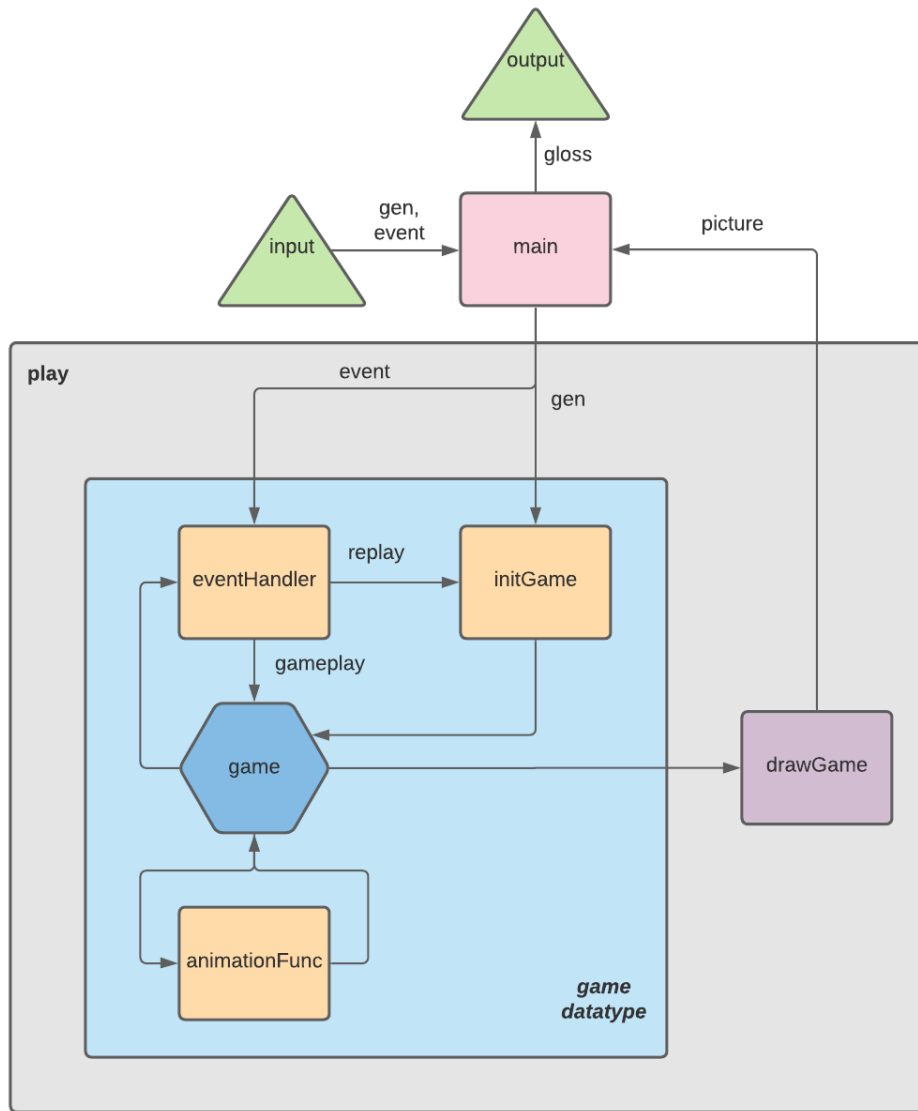 output
gloss
gen,
event
input
main
picture
play
event
gen
eventHandler
replay
initGame
gameplay
game
drawGame
animationFunc
game
datatype